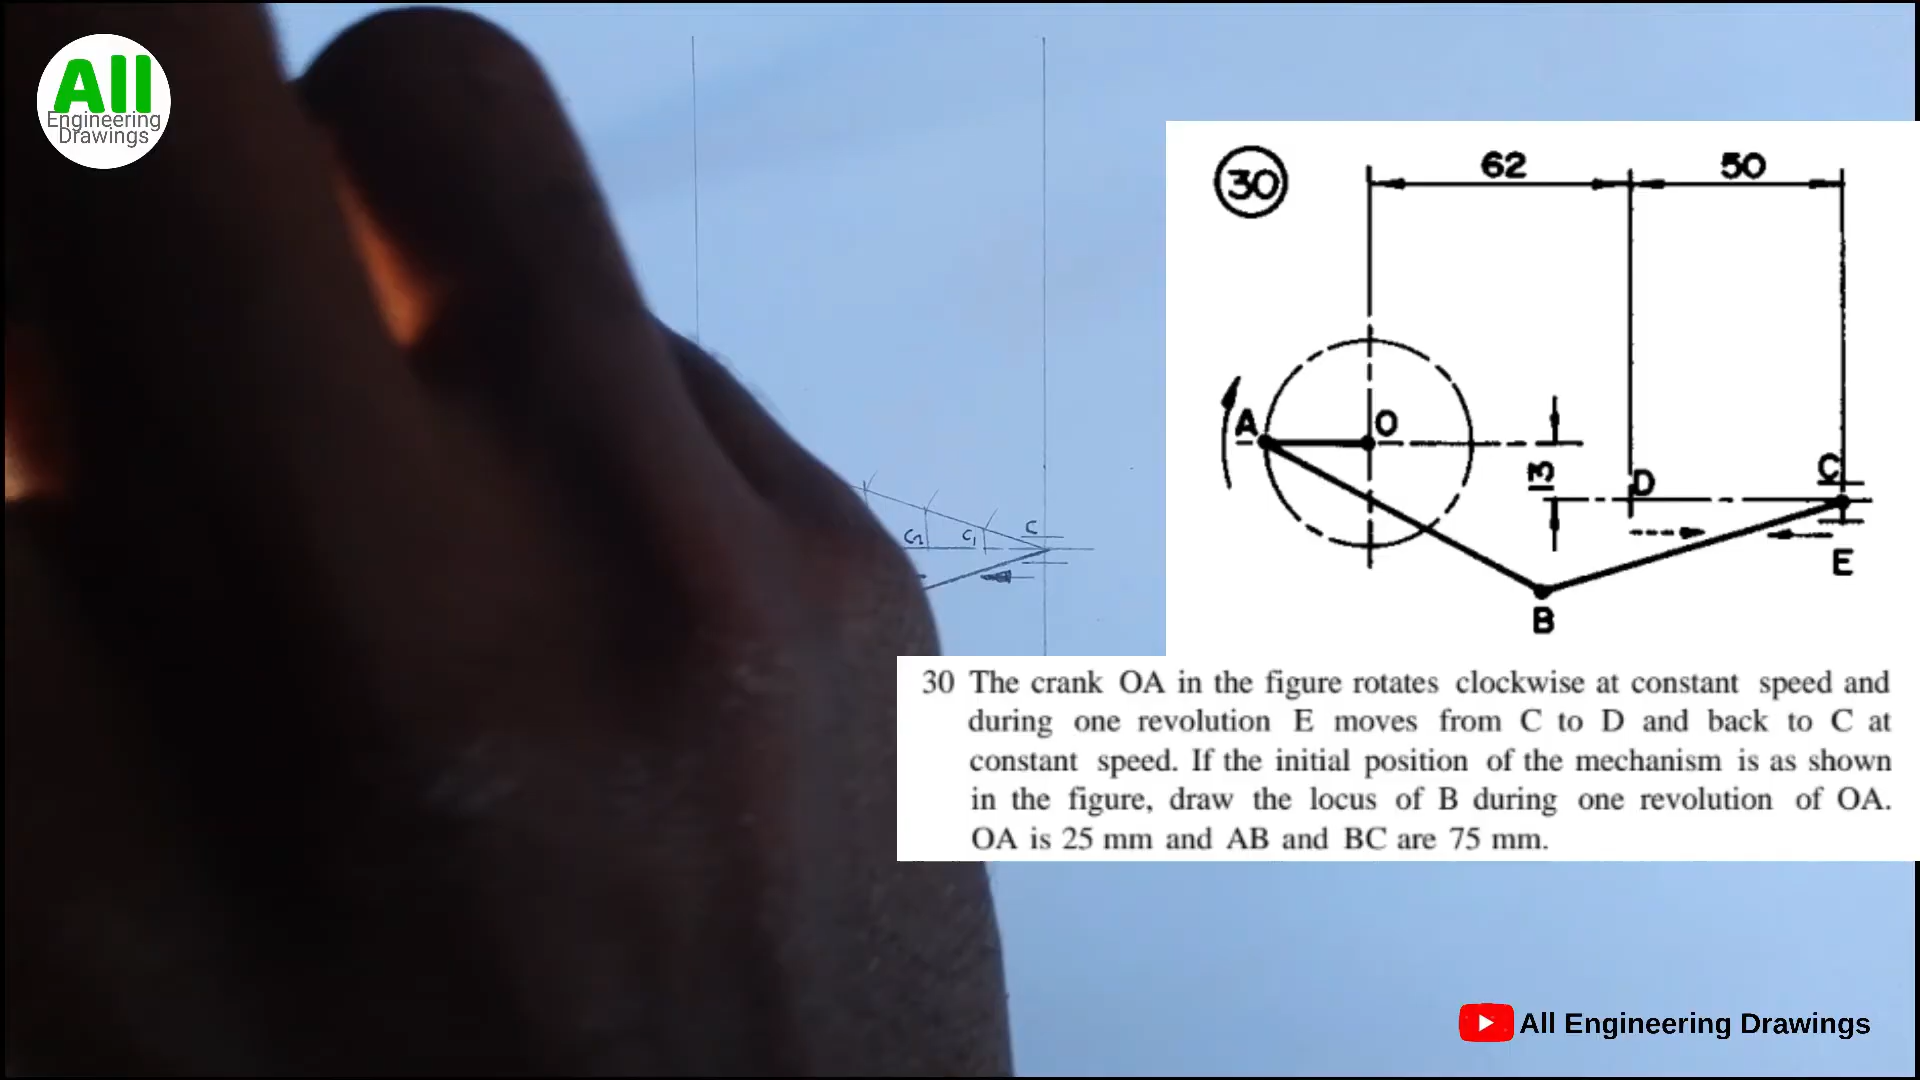 All
Engineering
Drawings
30
62
50
A
O
13
D
C
E
B
C2
C1
C
30 The crank OA in the figure rotates clockwise at constant speed and
during one revolution E moves from C to D and back to C at
constant speed. If the initial position of the mechanism is as shown
in the figure, draw the locus of B during one revolution of OA.
OA is 25 mm and AB and BC are 75 mm.
All Engineering Drawings